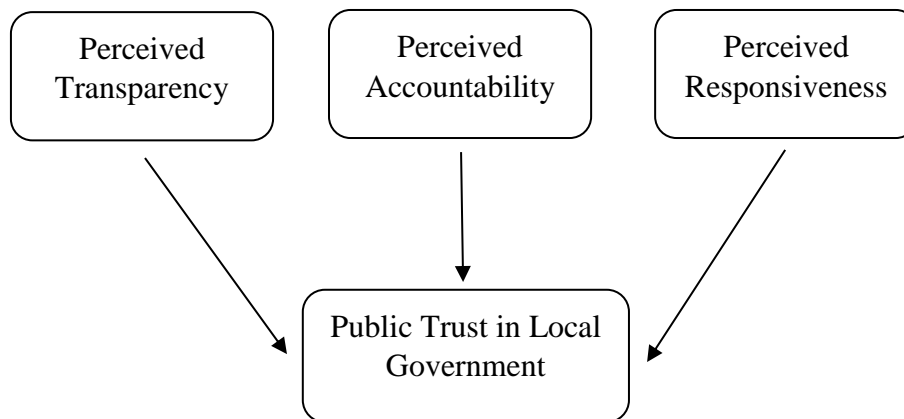 Perceived
Transparency
Perceived
Accountability
Perceived
Responsiveness
Public Trust in Local
Government